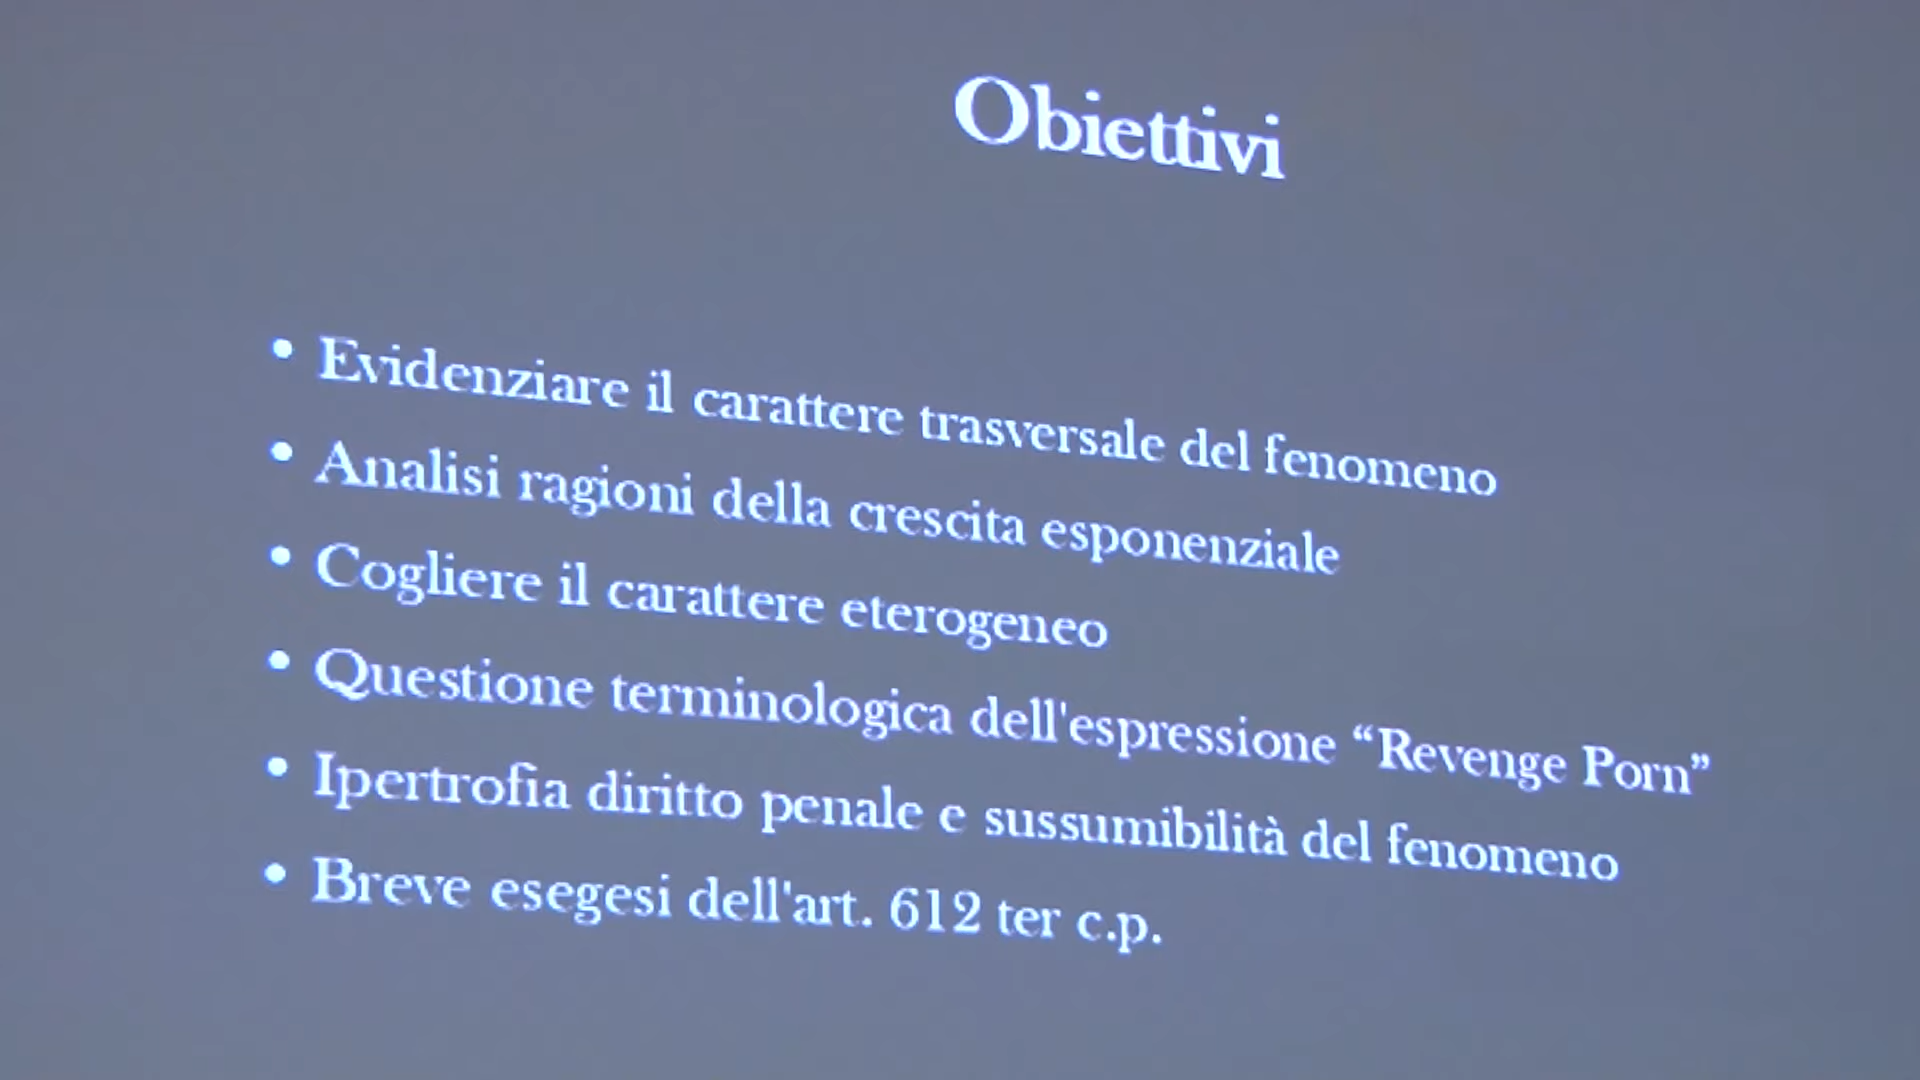 Obiettivi
• Evidenziare il carattere trasversale del fenomeno
• Analisi ragioni della crescita esponenziale
• Cogliere il carattere eterogeneo
• Questione terminologica dell'espressione “Revenge Porn”
• Ipertrofia diritto penale e sussumibilità del fenomeno
• Breve esegesi dell'art. 612 ter c.p.